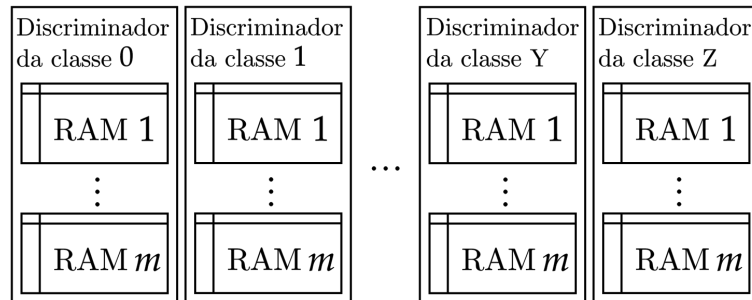 Discriminador
da classe 0
RAM 1
⋮
RAM m
Discriminador
da classe 1
RAM 1
⋮
RAM m
...
Discriminador
da classe Y
RAM 1
⋮
RAM m
Discriminador
da classe Z
RAM 1
⋮
RAM m